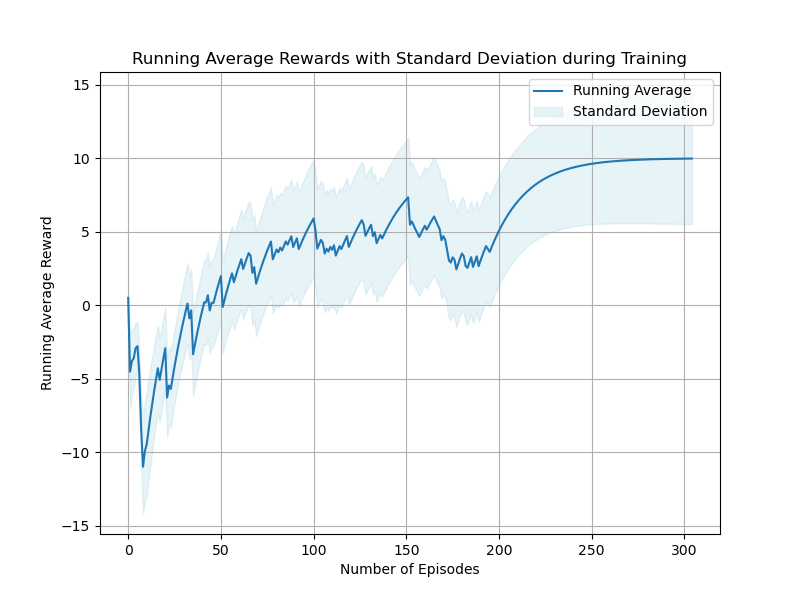 Running Average Rewards with Standard Deviation during Training
Running Average
Standard Deviation
Running Average Reward
15
10
5
0
−5
−10
−15
0 50 100 150 200 250 300
Number of Episodes